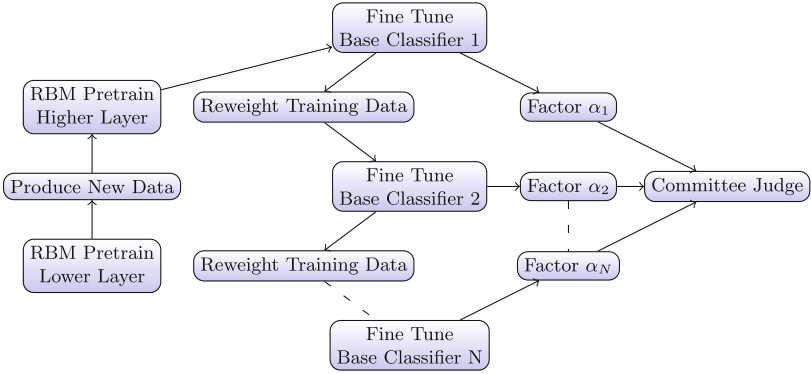 Fine Tune
Base Classifier 1
RBM Pretrain
Higher Layer
Reweight Training Data
Factor α₁
Produce New Data
Fine Tune
Base Classifier 2
Factor α₂
Committee Judge
RBM Pretrain
Lower Layer
Reweight Training Data
Factor αN
Fine Tune
Base Classifier N